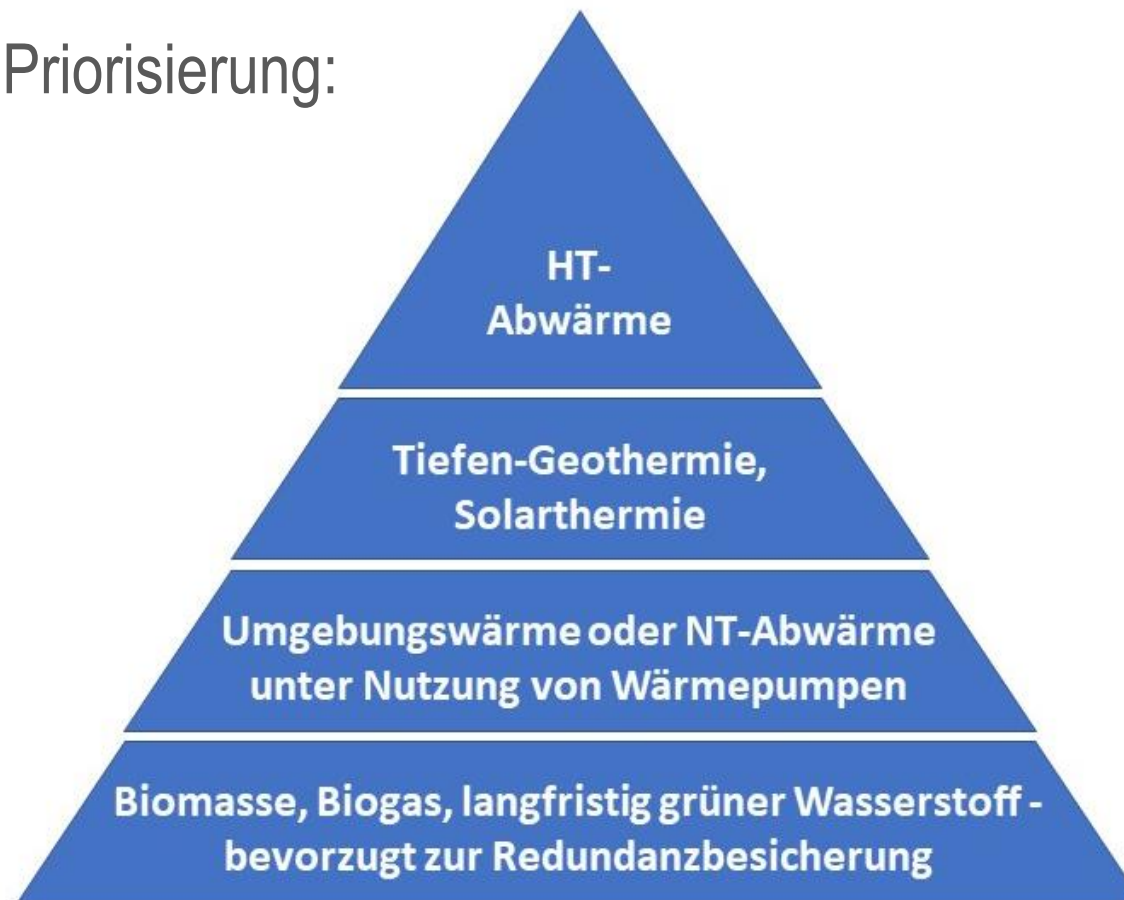 Priorisierung:
HT-
Abwärme
Tiefen-Geothermie,
Solarthermie
Umgebungswärme oder NT-Abwärme
unter Nutzung von Wärmepumpen
Biomasse, Biogas, langfristig grüner Wasserstoff -
bevorzugt zur Redundanzbesicherung